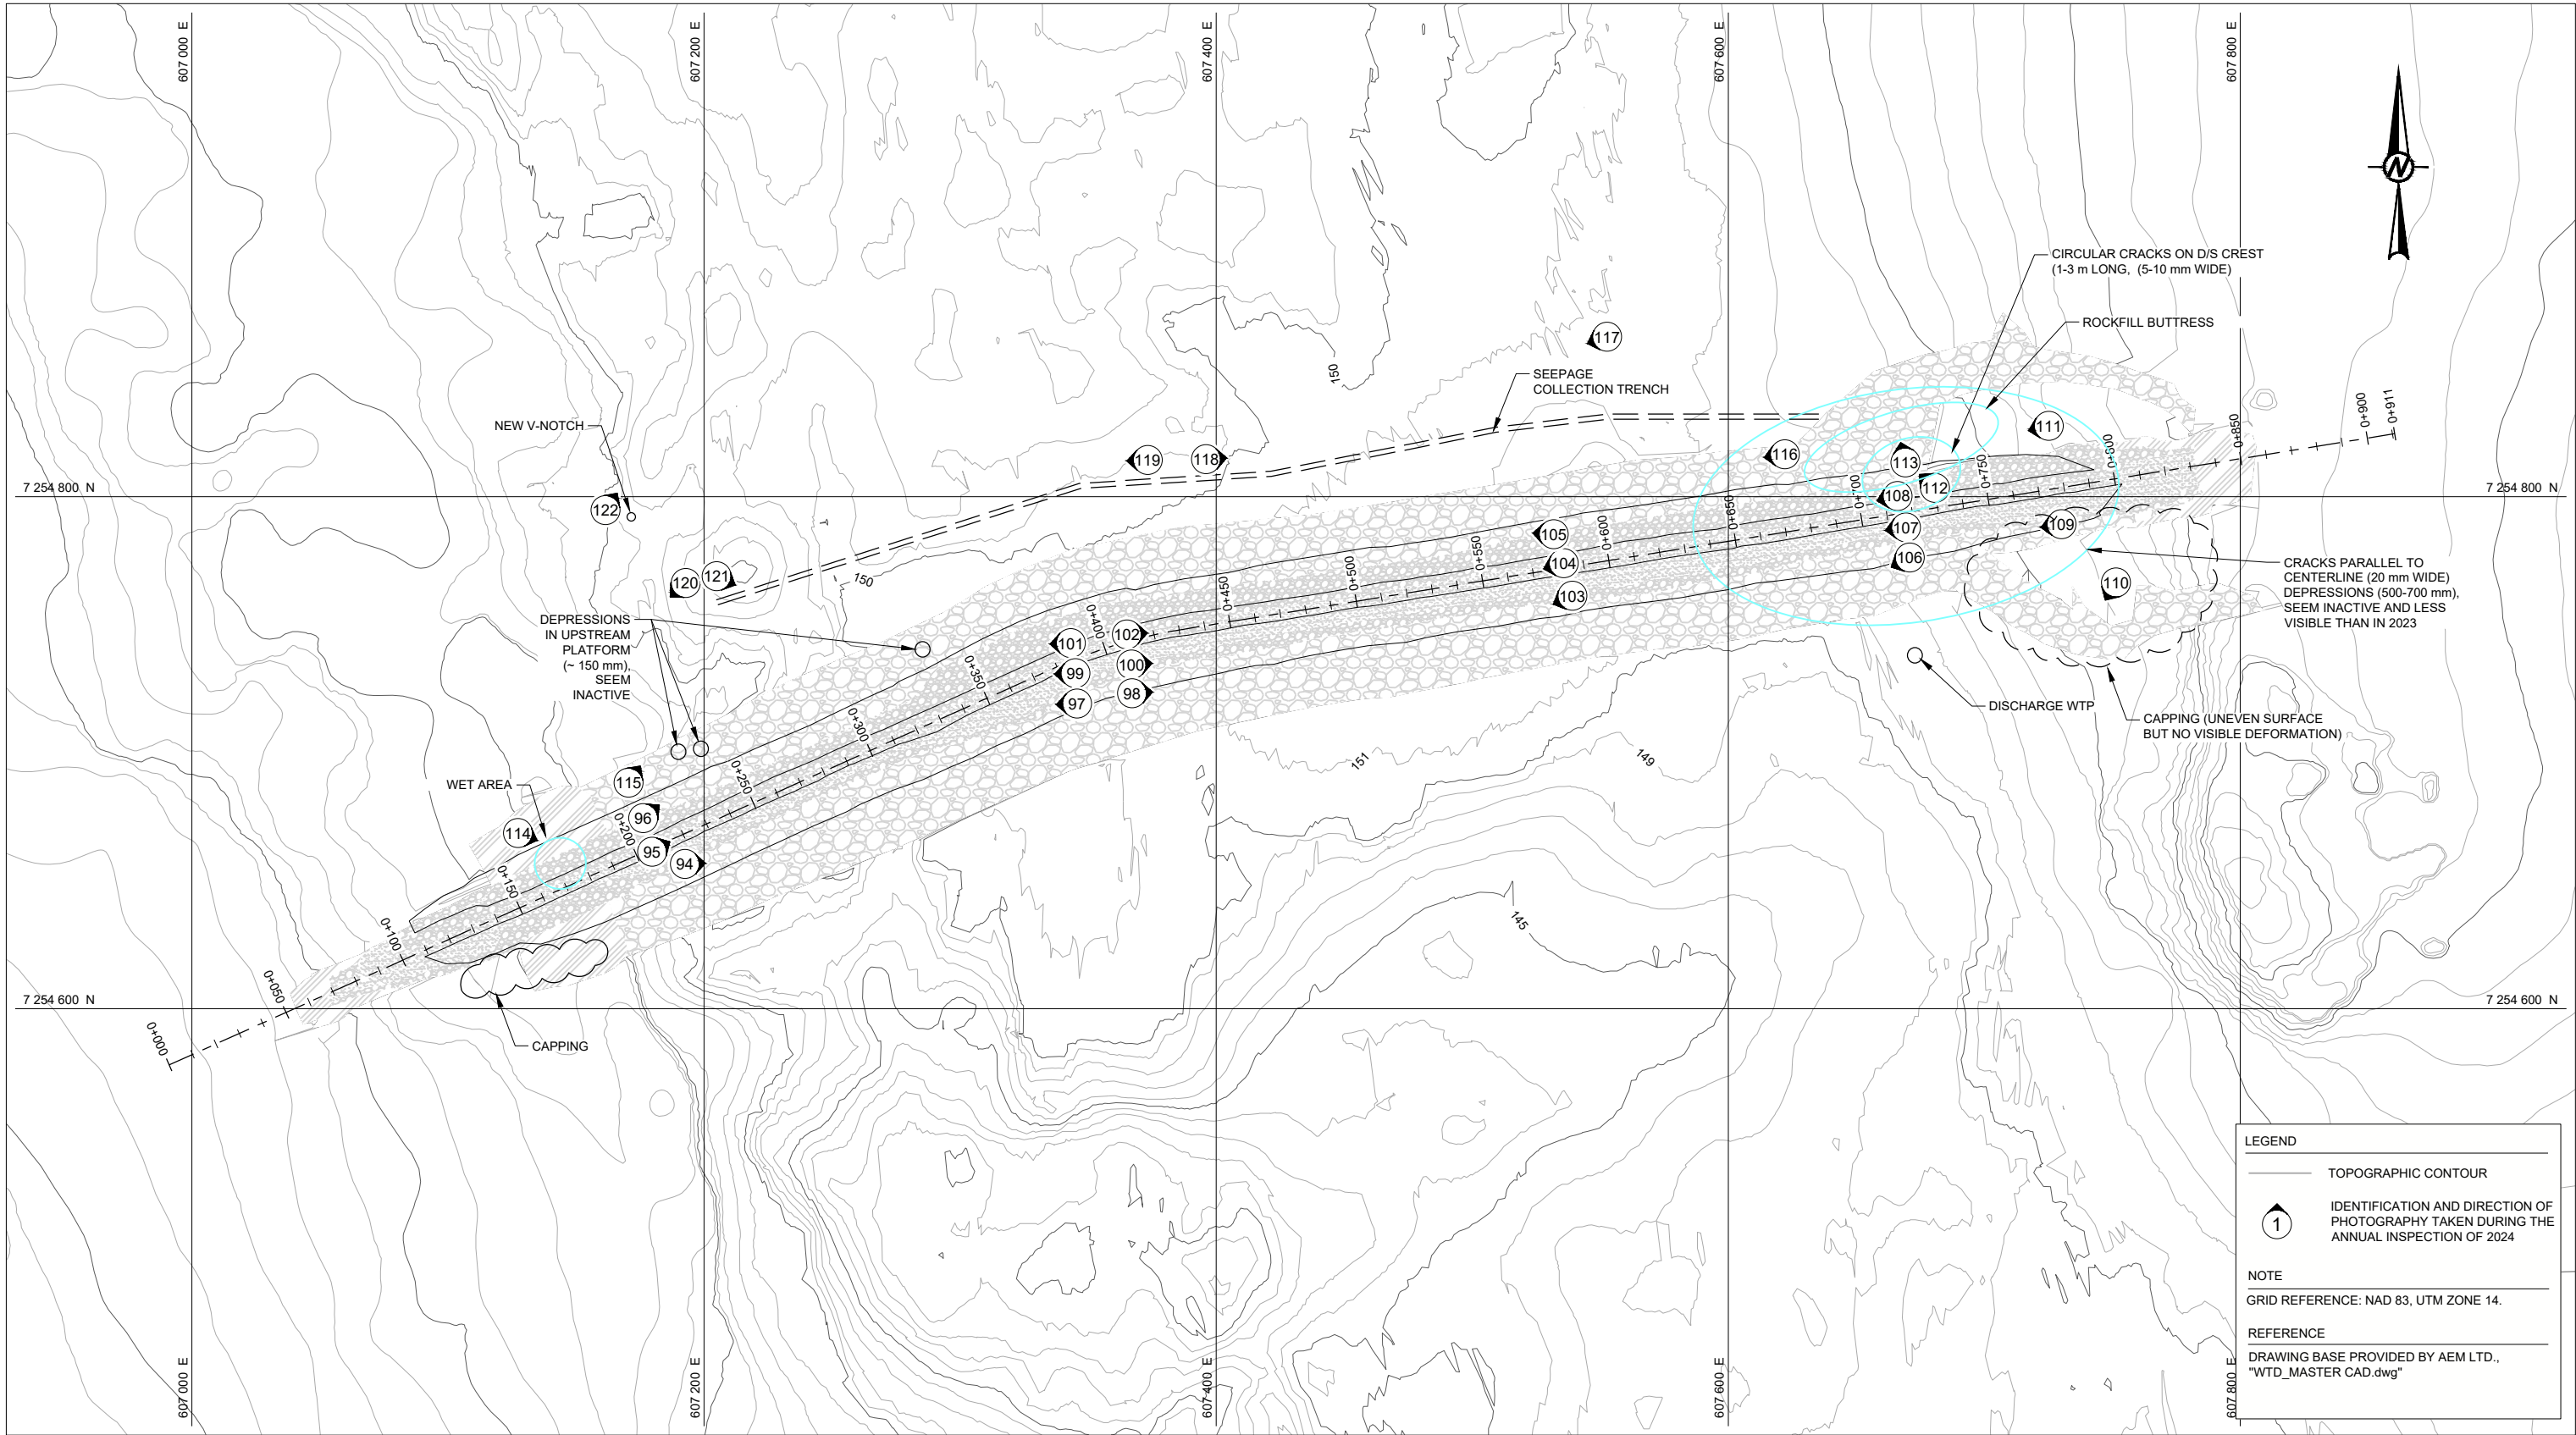 607 000 E
607 200 E
607 400 E
607 600 E
607 800 E
N
CIRCULAR CRACKS ON D/S CREST
(1-3 m LONG, (5-10 mm WIDE)
ROCKFILL BUTTRESS
117
150
SEEPAGE
COLLECTION TRENCH
NEW V-NOTCH
119
118
116
113
111
0+800
0+850
0+900
0+911
7 254 800 N
7 254 800 N
122
112
108
0+750
0+700
0+650
107
109
105
104
0+600
0+550
0+500
0+450
106
103
110
CRACKS PARALLEL TO
CENTERLINE (20 mm WIDE)
DEPRESSIONS (500-700 mm),
SEEM INACTIVE AND LESS
VISIBLE THAN IN 2023
120
121
150
DEPRESSIONS
IN UPSTREAM
PLATFORM
(~ 150 mm),
SEEM
INACTIVE
101
0+400
102
99
100
97
98
0+350
0+300
0+250
DISCHARGE WTP
CAPPING (UNEVEN SURFACE
BUT NO VISIBLE DEFORMATION)
151
149
145
WET AREA
115
96
114
0+200
95
94
0+150
0+100
0+050
0+000
7 254 600 N
7 254 600 N
CAPPING
607 000 E
607 200 E
607 400 E
607 600 E
607 800 E
LEGEND
TOPOGRAPHIC CONTOUR
1
IDENTIFICATION AND DIRECTION OF
PHOTOGRAPHY TAKEN DURING THE
ANNUAL INSPECTION OF 2024
NOTE
GRID REFERENCE: NAD 83, UTM ZONE 14.
REFERENCE
DRAWING BASE PROVIDED BY AEM LTD.,
"WTD_MASTER CAD.dwg"